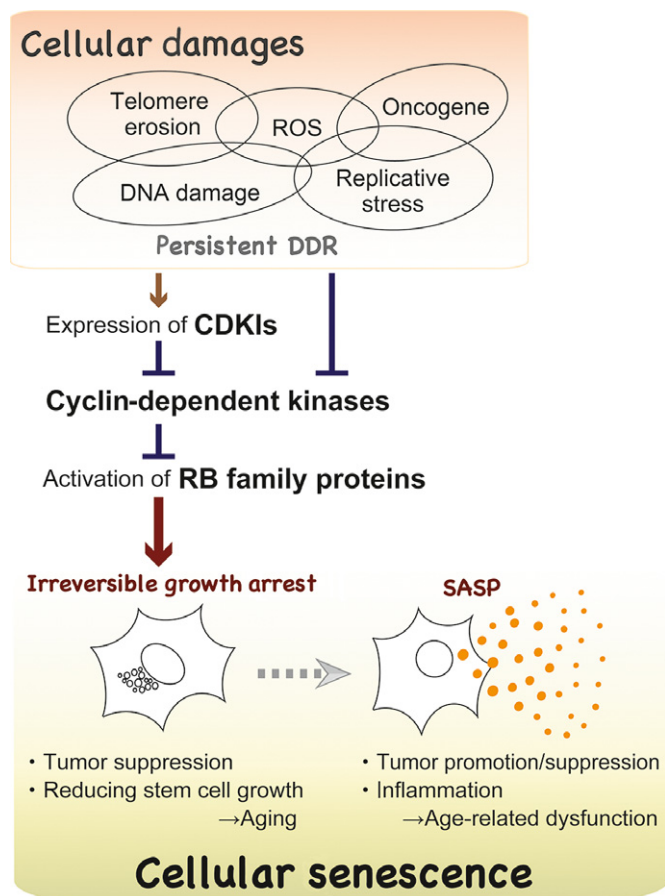 Cellular damages
Telomere
erosion
ROS
Oncogene
DNA damage
Replicative
stress
Persistent DDR
Expression of CDKIs
Cyclin-dependent kinases
Activation of RB family proteins
Irreversible growth arrest
SASP
・Tumor suppression
・Reducing stem cell growth
→Aging
・Tumor promotion/suppression
・Inflammation
→Age-related dysfunction
Cellular senescence